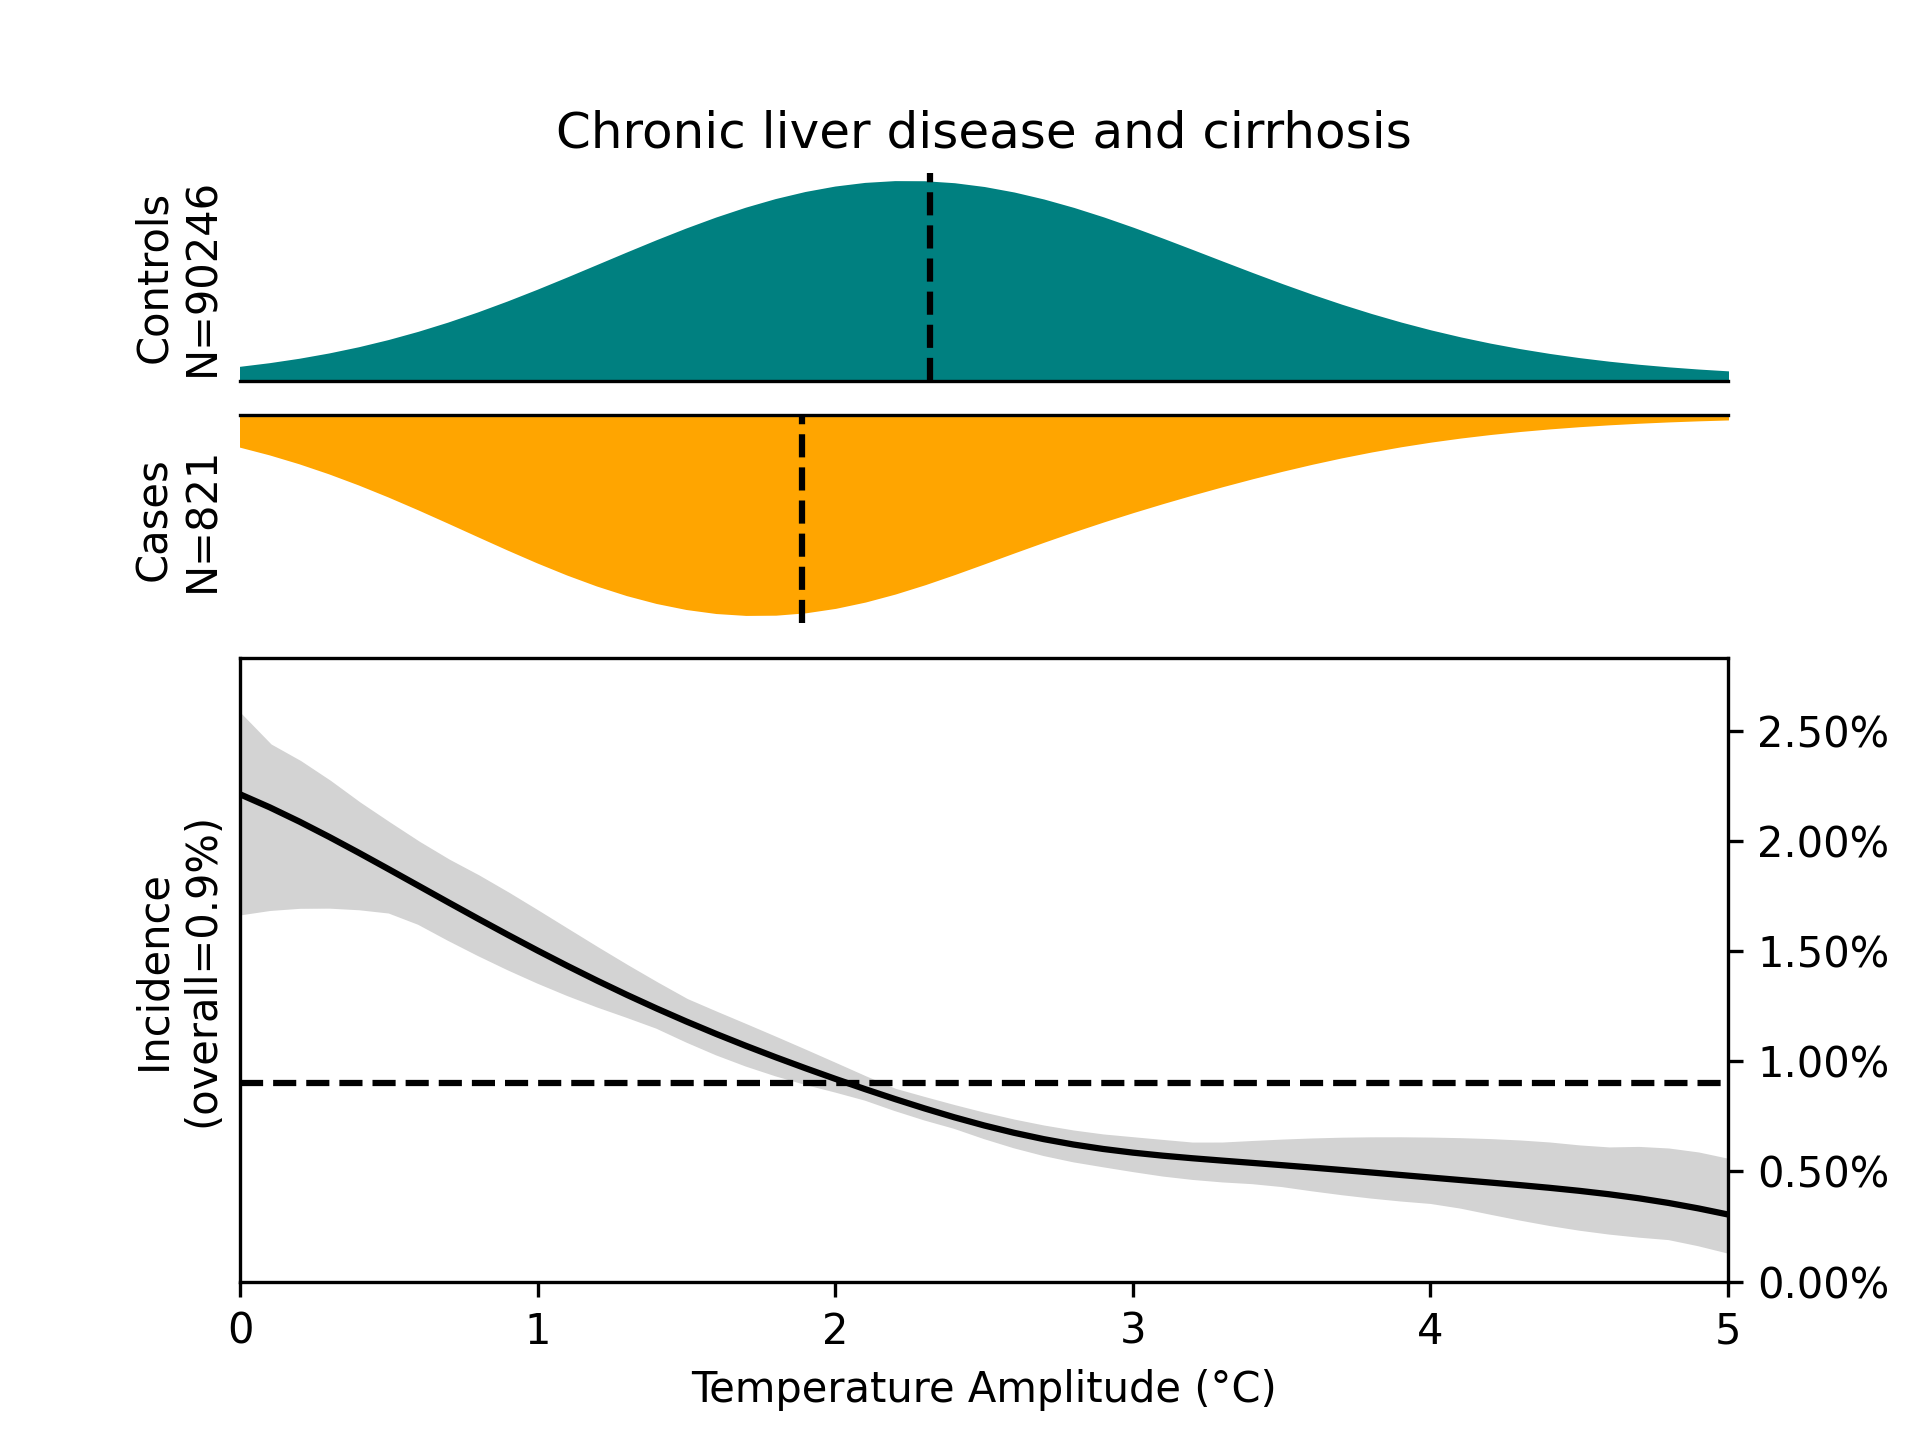 Chronic liver disease and cirrhosis
Controls
N=90246
Cases
N=821
Incidence
(overall=0.9%)
2.50%
2.00%
1.50%
1.00%
0.50%
0.00%
0 1 2 3 4 5
Temperature Amplitude (°C)